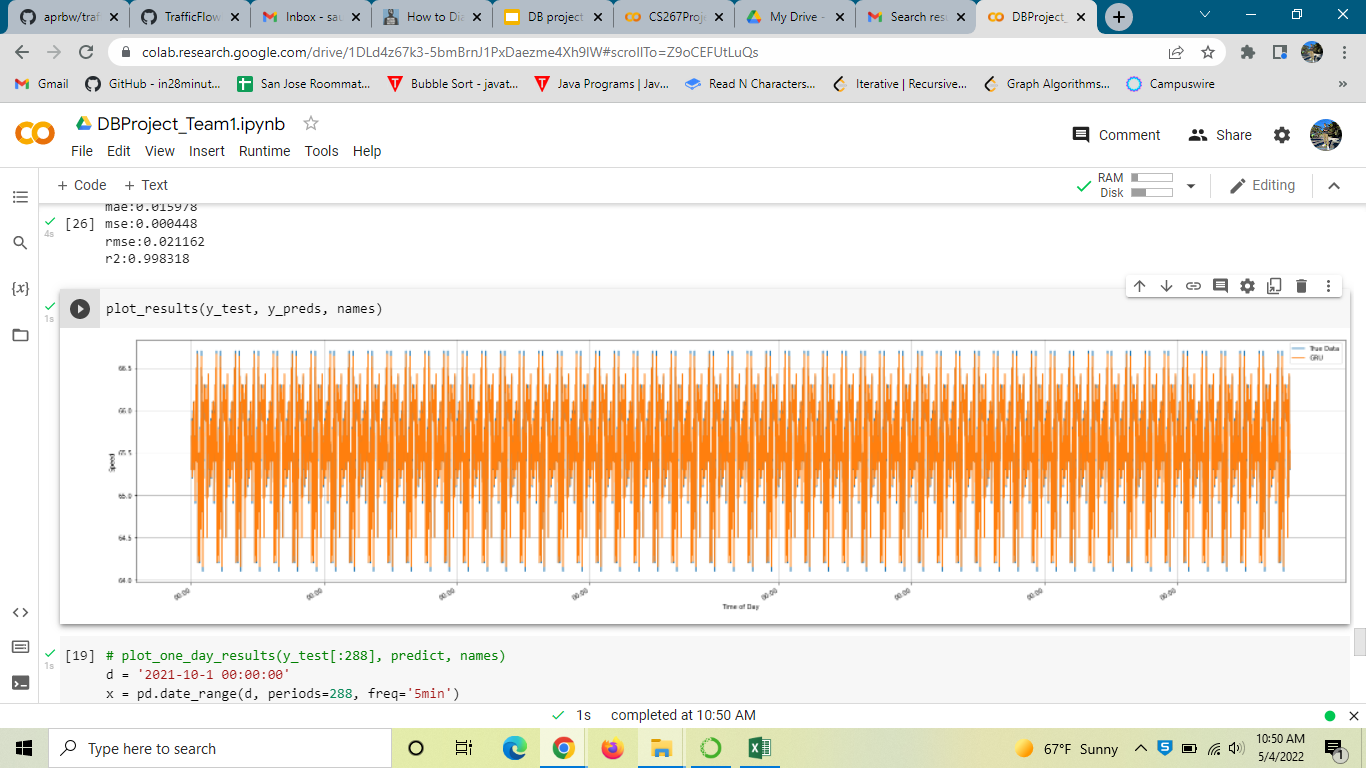 aprbw/traf
TrafficFlow
Inbox - sau
How to Dia
DB project
CS267Proj
My Drive -
Search res
DBProject_
colab.research.google.com/drive/1DLd4z67k3-5bmBrnJ1PxDaezme4Xh9lW#scrollTo=Z9oCEFUtLuQs
Gmail
GitHub - in28minut...
San Jose Roommat...
Bubble Sort - javat...
Java Programs | Jav...
Read N Characters...
Iterative | Recursive...
Graph Algorithms...
Campuswire
»
DBProject_Team1.ipynb
Comment
Share
File Edit View Insert Runtime Tools Help
+ Code + Text
RAM
Disk
Editing
mae:0.015978
[26] mse:0.000448
4s
rmse:0.021162
r2:0.998318
plot_results(y_test, y_preds, names)
1s
True Data
GRU
66.5
66.0
65.5
65.0
64.5
64.0
Speed
00:00 00:00 00:00 00:00 00:00 00:00 00:00 00:00
Time of Day
[19] # plot_one_day_results(y_test[:288], predict, names)
1s
d = '2021-10-1 00:00:00'
x = pd.date_range(d, periods=288, freq='5min')
1s completed at 10:50 AM
Type here to search
67°F Sunny
10:50 AM
5/4/2022
1